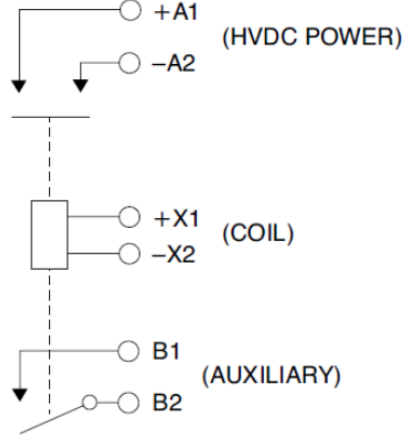 +A1
(HVDC POWER)
−A2
+X1
(COIL)
−X2
B1
(AUXILIARY)
B2